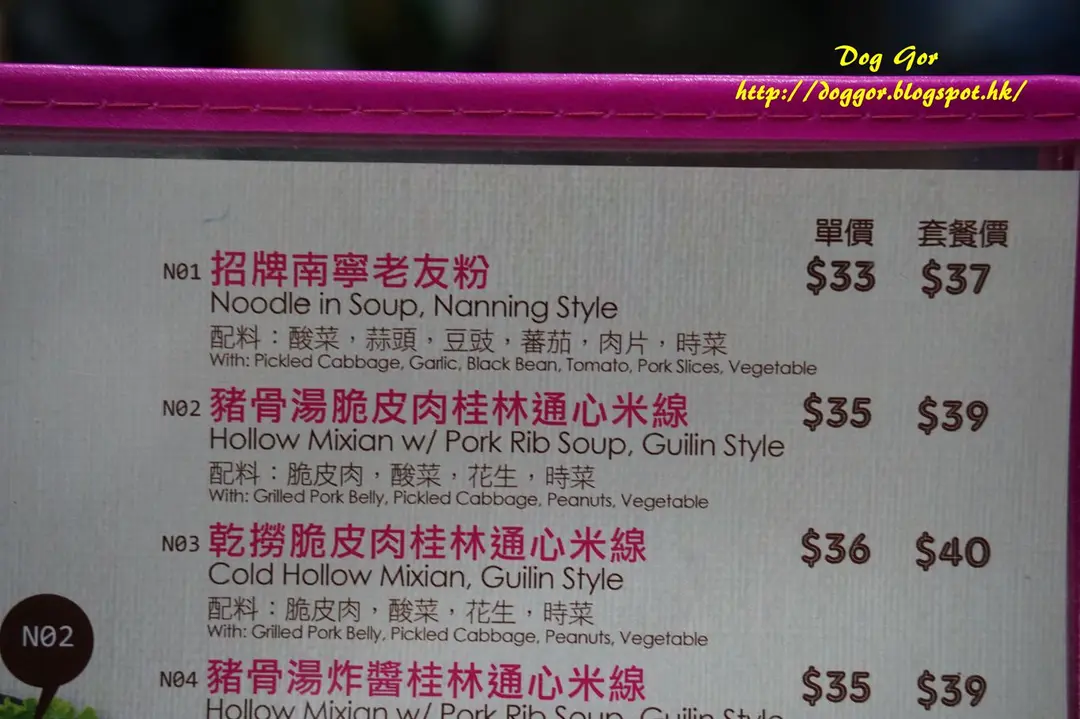 Dog Gor
http://doggor.blogspot.hk/
單價 套餐價
N01 招牌南寧老友粉 $33 $37
Noodle in Soup, Nanning Style
配料：酸菜，蒜頭，豆豉，蕃茄，肉片，時菜
With: Pickled Cabbage, Garlic, Black Bean, Tomato, Pork Slices, Vegetable
N02 豬骨湯脆皮肉桂林通心米線 $35 $39
Hollow Mixian w/ Pork Rib Soup, Guilin Style
配料：脆皮肉，酸菜，花生，時菜
With: Grilled Pork Belly, Pickled Cabbage, Peanuts, Vegetable
N03 乾撈脆皮肉桂林通心米線 $36 $40
Cold Hollow Mixian, Guilin Style
配料：脆皮肉，酸菜，花生，時菜
With: Grilled Pork Belly, Pickled Cabbage, Peanuts, Vegetable
N02
N04 豬骨湯炸醬桂林通心米線 $35 $39
Hollow Mixian w/ Pork Rib Soup, Guilin Style